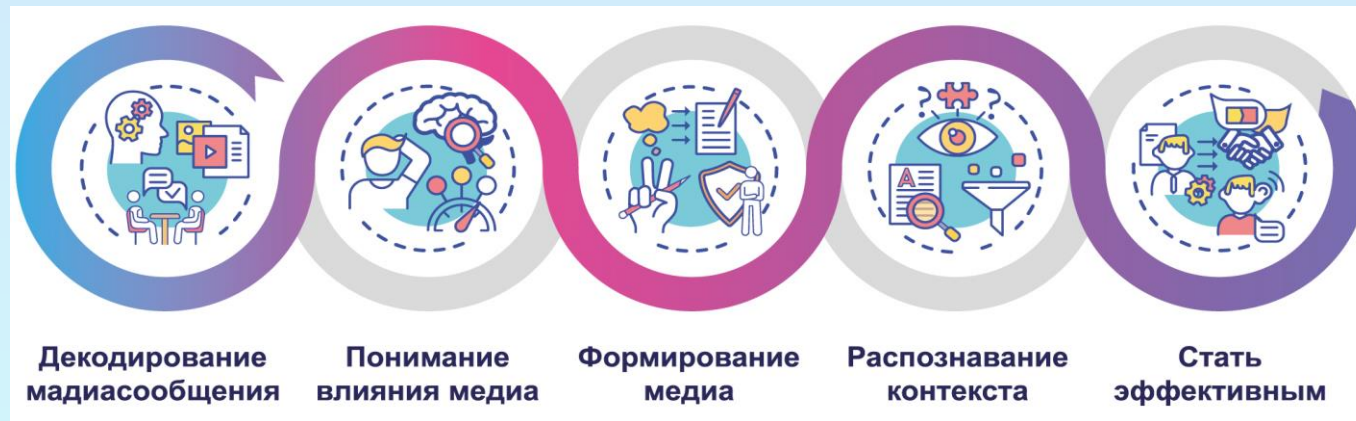 Декодирование
мадиасообщения
Понимание
влияния медиа
Формирование
медиа
Распознавание
контекста
Стать
эффективным